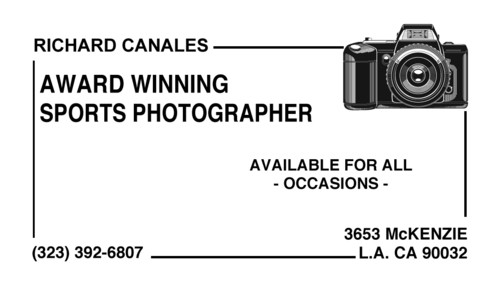 RICHARD CANALES
AWARD WINNING
SPORTS PHOTOGRAPHER
AVAILABLE FOR ALL
- OCCASIONS -
3653 McKENZIE
L.A. CA 90032
(323) 392-6807